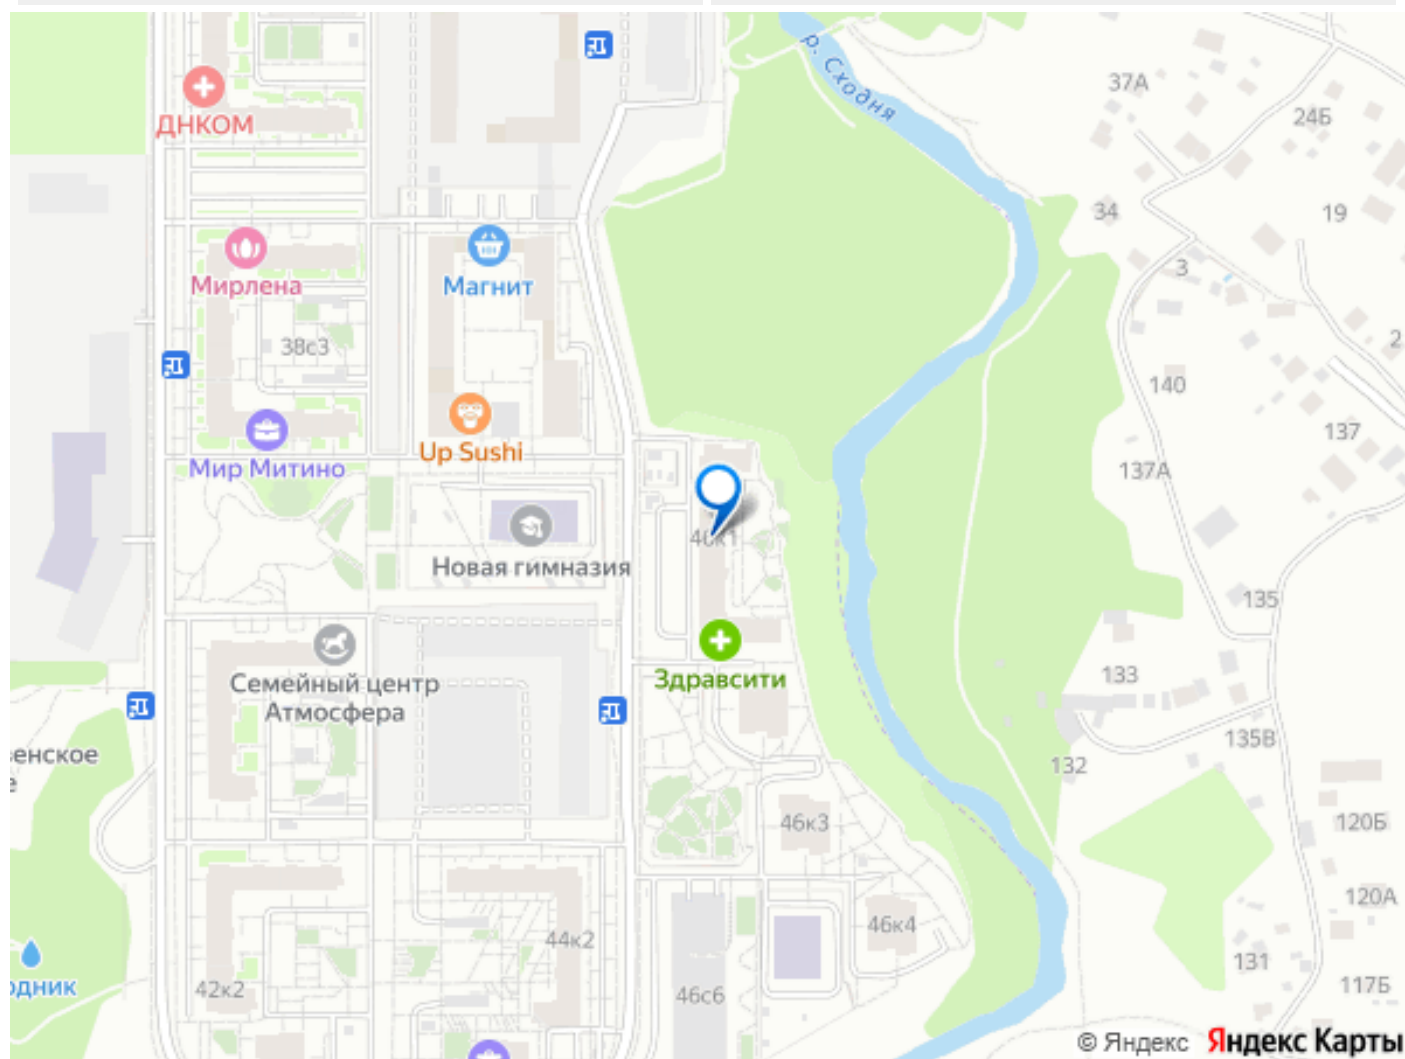 р. Сходня
37А
ДНКОМ
24Б
34
19
Мирлена
Магнит
3
38с3
2
140
Up Sushi
137
Мир Митино
137А
46к1
Новая гимназия
135
Здравсити
133
Семейный центр
Атмосфера
135В
132
венское
е
46к3
120Б
120А
46к4
44к2
131
42к2
одник
46с6
117Б
© Яндекс Яндекс Карты